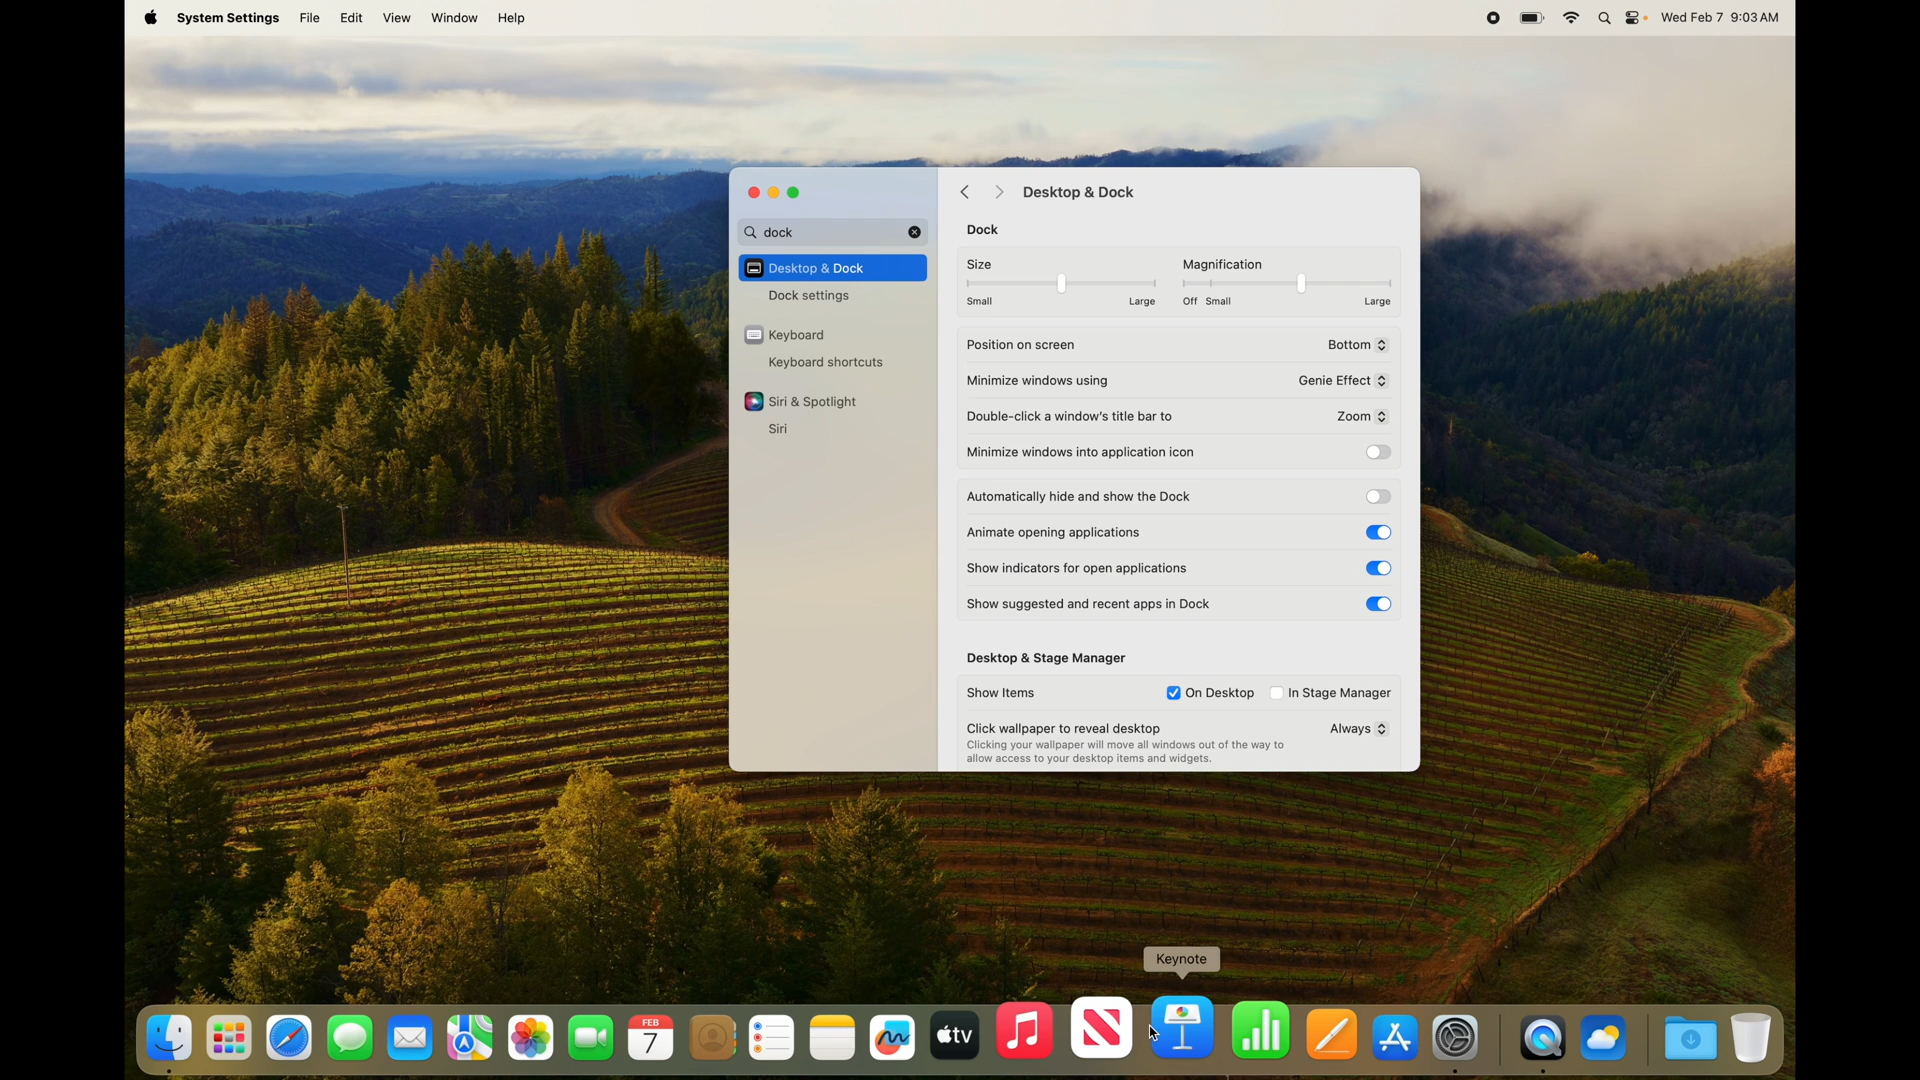 System Settings File Edit View Window Help Wed Feb 7 9:03 AM
Desktop & Dock
dock
Desktop & Dock
Dock settings
Keyboard
Keyboard shortcuts
Siri & Spotlight
Siri
Dock
Size Magnification
Small Large Off Small Large
Position on screen Bottom
Minimize windows using Genie Effect
Double-click a window's title bar to Zoom
Minimize windows into application icon
Automatically hide and show the Dock
Animate opening applications
Show indicators for open applications
Show suggested and recent apps in Dock
Desktop & Stage Manager
Show Items On Desktop In Stage Manager
Click wallpaper to reveal desktop Always
Clicking your wallpaper will move all windows out of the way to
allow access to your desktop items and widgets.
Keynote
FEB
7
tv